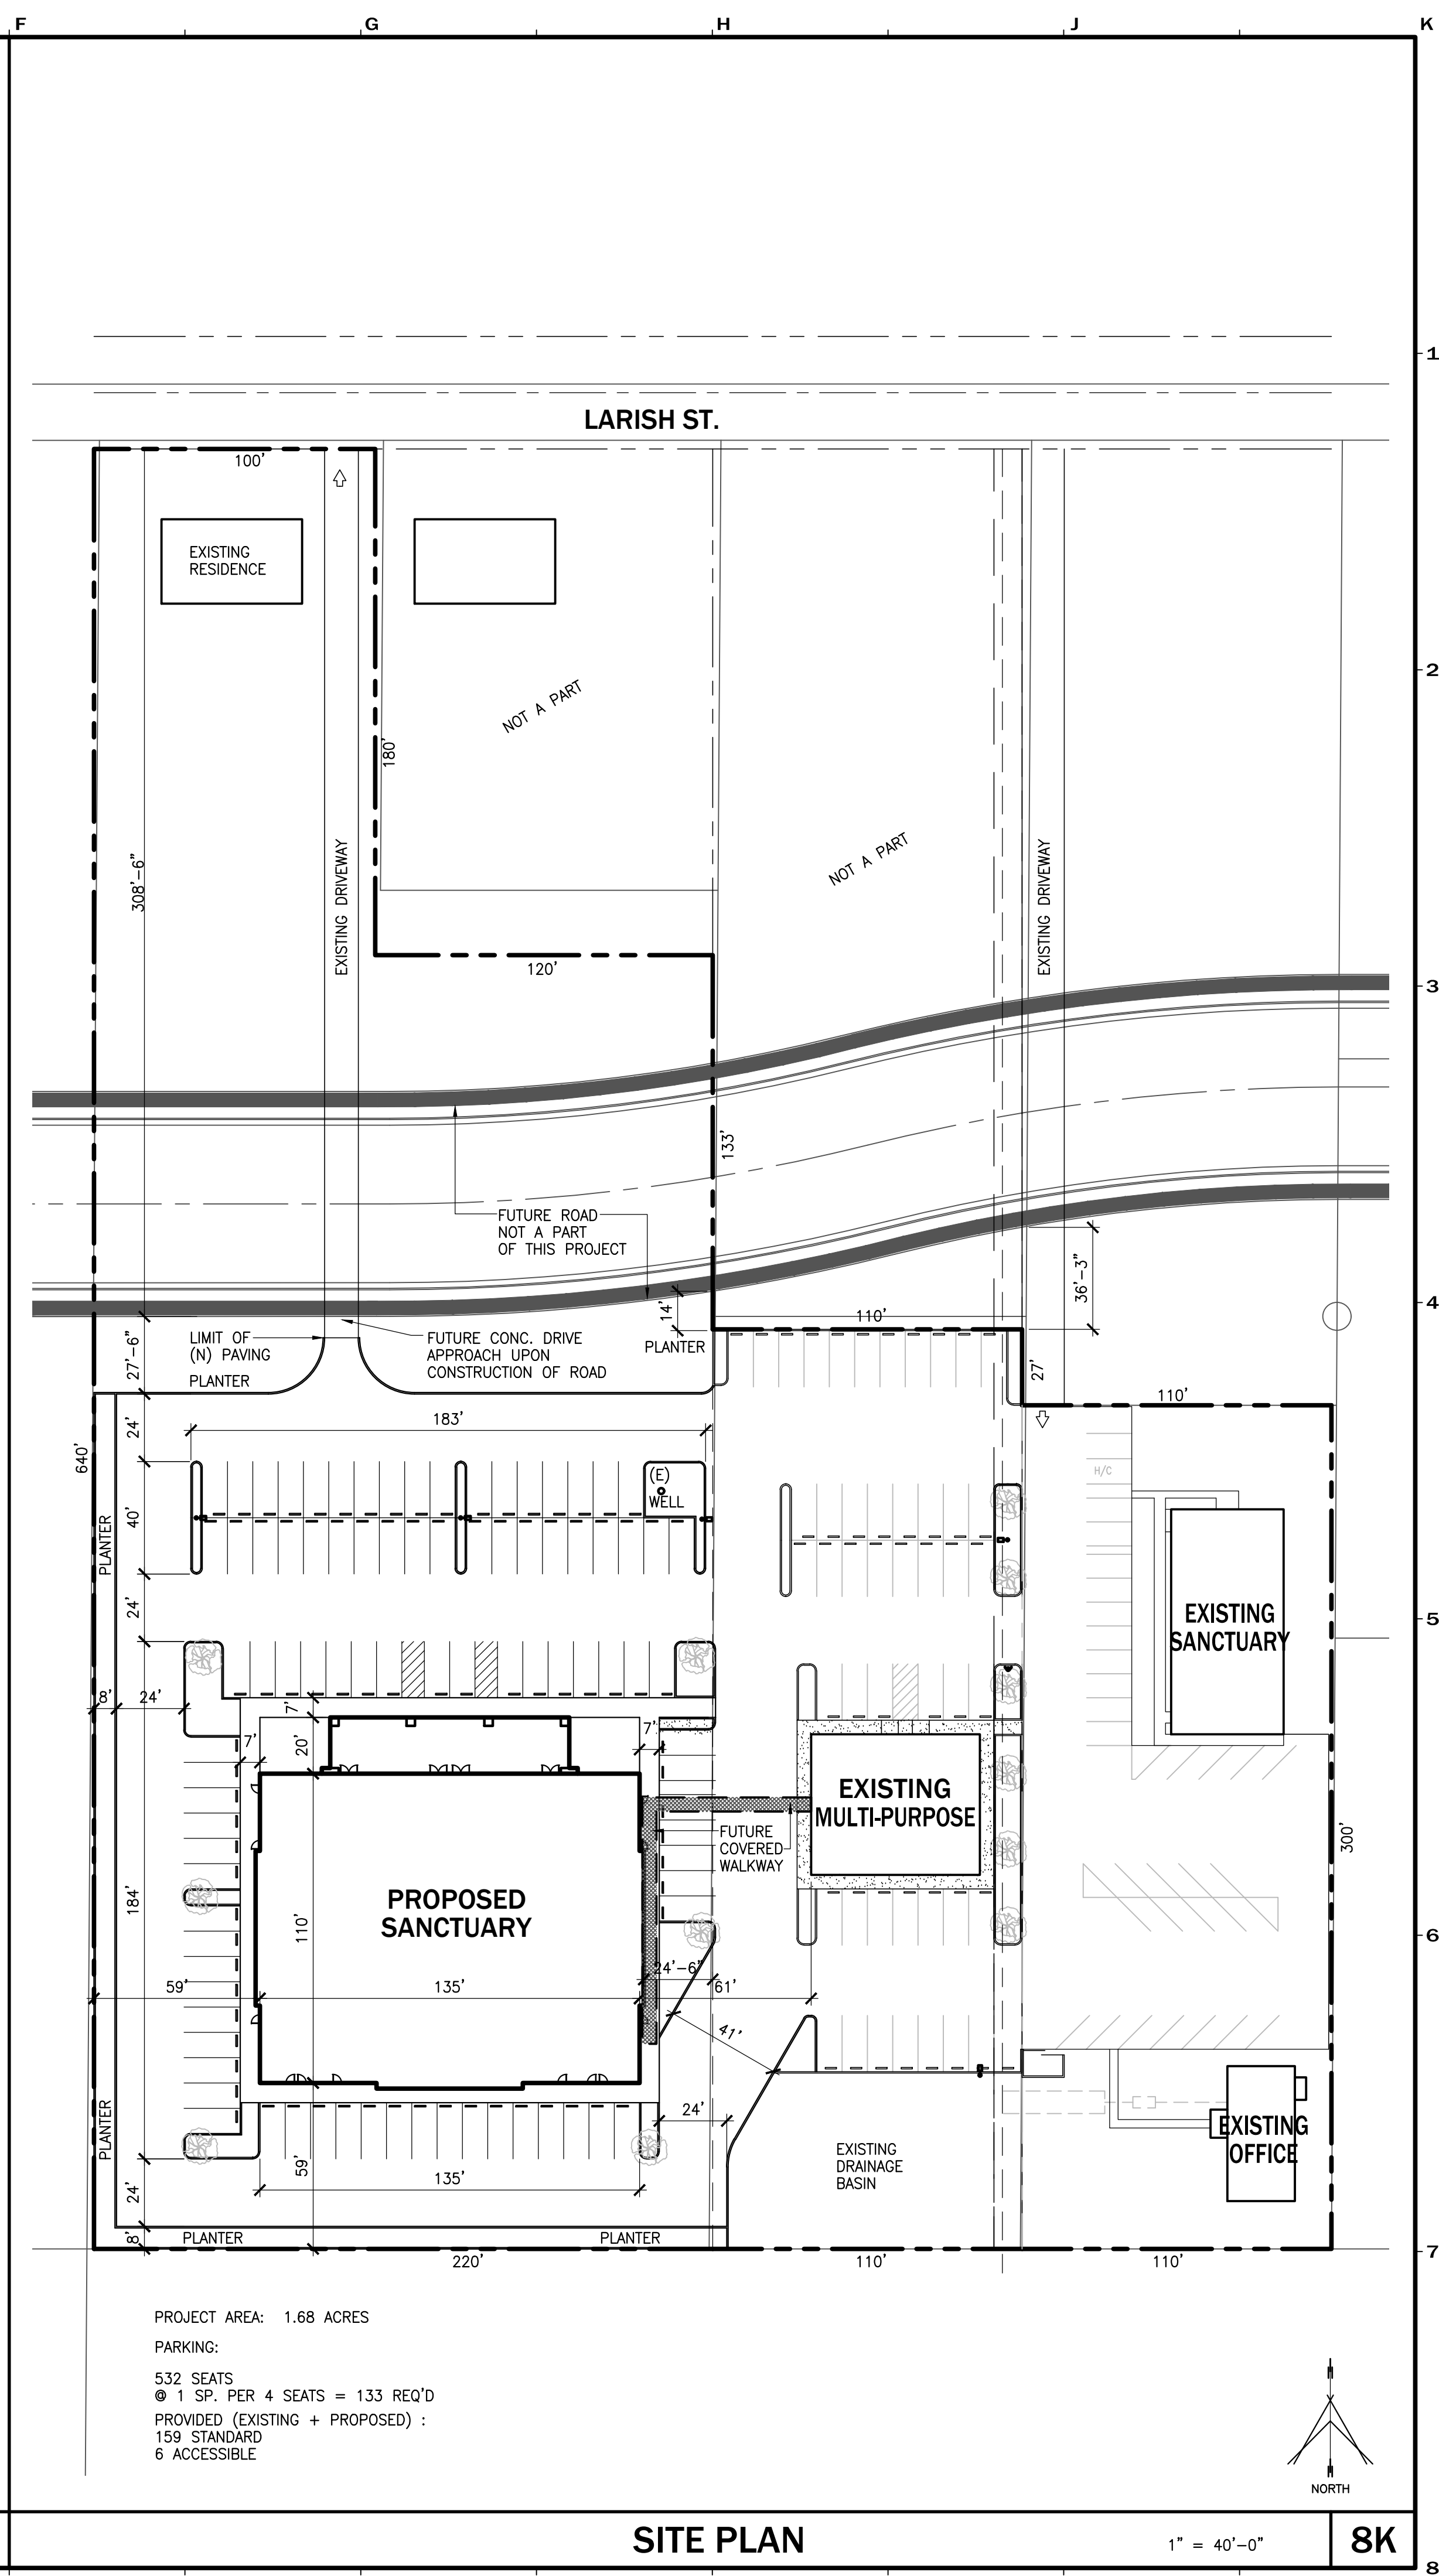 F G H J K
1
LARISH ST.
100'
EXISTING
RESIDENCE
2
NOT A PART
180'
NOT A PART
308'-6"
EXISTING DRIVEWAY
EXISTING DRIVEWAY
120'
3
133'
FUTURE ROAD
NOT A PART
OF THIS PROJECT
36'-3"
14'
110'
4
LIMIT OF
(N) PAVING
FUTURE CONC. DRIVE
APPROACH UPON
CONSTRUCTION OF ROAD
PLANTER
27'-6"
PLANTER
27'
110'
24'
183'
640'
H/C
(E)
WELL
40'
PLANTER
24'
EXISTING
SANCTUARY
5
8'
24'
7'
7'
7'
20'
EXISTING
MULTI-PURPOSE
FUTURE
COVERED
WALKWAY
300'
184'
PROPOSED
SANCTUARY
110'
6
24'-6"
59'
135'
61'
41'
24'
PLANTER
EXISTING
OFFICE
EXISTING
DRAINAGE
BASIN
59'
135'
24'
8'
PLANTER
PLANTER
7
220'
110'
110'
PROJECT AREA: 1.68 ACRES
PARKING:
532 SEATS
@ 1 SP. PER 4 SEATS = 133 REQ'D
PROVIDED (EXISTING + PROPOSED) :
159 STANDARD
6 ACCESSIBLE
NORTH
SITE PLAN
1" = 40'-0"
8K
8